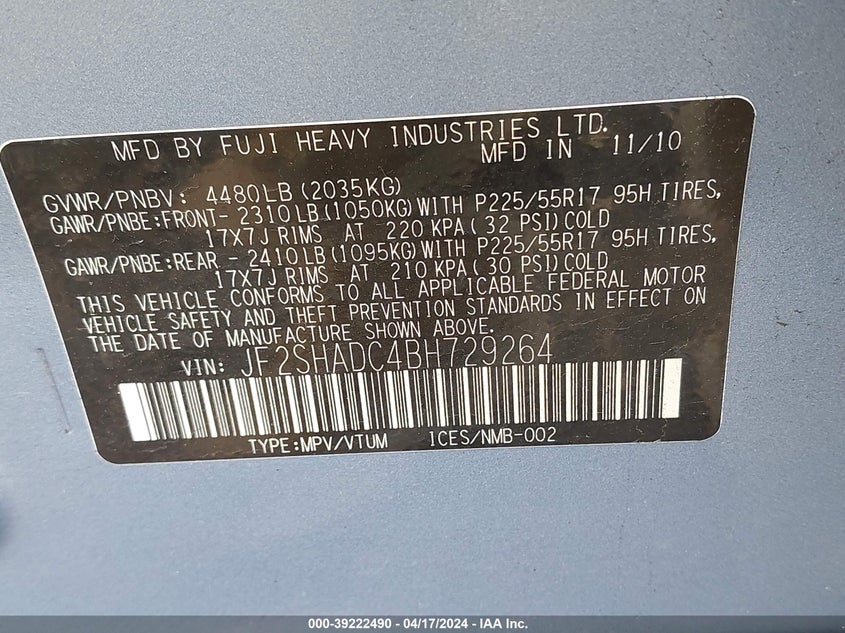 MFD BY FUJI HEAVY INDUSTRIES LTD.
MFD IN 11/10
GVWR/PNBV: 4480LB (2035KG)
GAWR/PNBE:FRONT- 2310LB(1050KG)WITH P225/55R17 95H TIRES,
17X7J RIMS AT 220 KPA( 32 PSI)COLD
GAWR/PNBE:REAR - 2410LB(1095KG)WITH P225/55R17 95H TIRES,
17X7J RIMS AT 210 KPA( 30 PSI)COLD
THIS VEHICLE CONFORMS TO ALL APPLICABLE FEDERAL MOTOR
VEHICLE SAFETY AND THEFT PREVENTION STANDARDS IN EFFECT ON
THE DATE OF MANUFACTURE SHOWN ABOVE.
VIN: JF2SHADC4BH729264
TYPE:MPV/VTUM 1CES/NMB-002
000-39222490 - 04/17/2024 - IAA Inc.